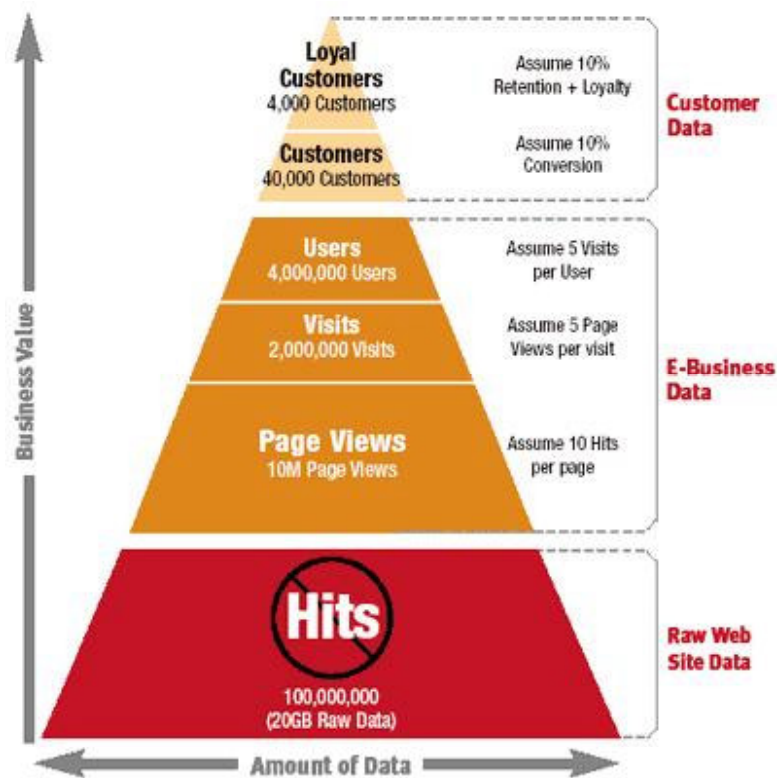 Loyal
Customers
4,000 Customers
Assume 10%
Retention + Loyalty
Customers
40,000 Customers
Assume 10%
Conversion
Customer
Data
Users
4,000,000 Users
Assume 5 Visits
per User
Visits
2,000,000 Visits
Assume 5 Page
Views per visit
Page Views
10M Page Views
Assume 10 Hits
per page
E-Business
Data
Hits
100,000,000
(20GB Raw Data)
Raw Web
Site Data
Business Value
Amount of Data